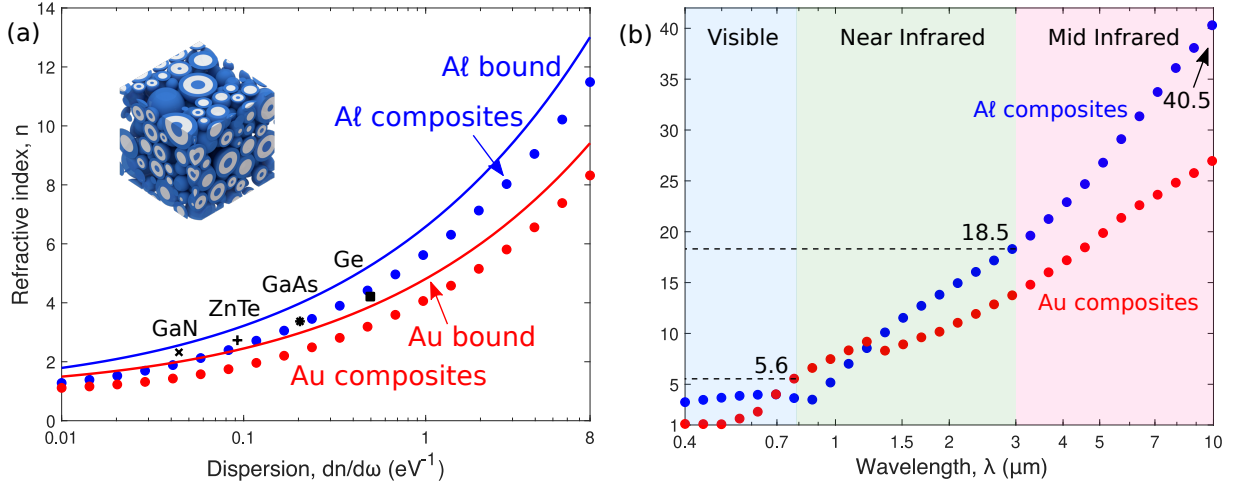 (a)
Refractive index, n
14
12
10
8
6
4
2
0
Aℓ bound
Aℓ composites
Ge
GaAs
ZnTe
GaN
Au bound
Au composites
0.01
0.1
1
8
Dispersion, dn/dω (eV⁻¹)
(b)
Visible
Near Infrared
Mid Infrared
40
35
30
25
20
15
10
5
1
40.5
Aℓ composites
18.5
Au composites
5.6
0.4
0.7
1
1.5
2
3
4
5
7
10
Wavelength, λ (μm)